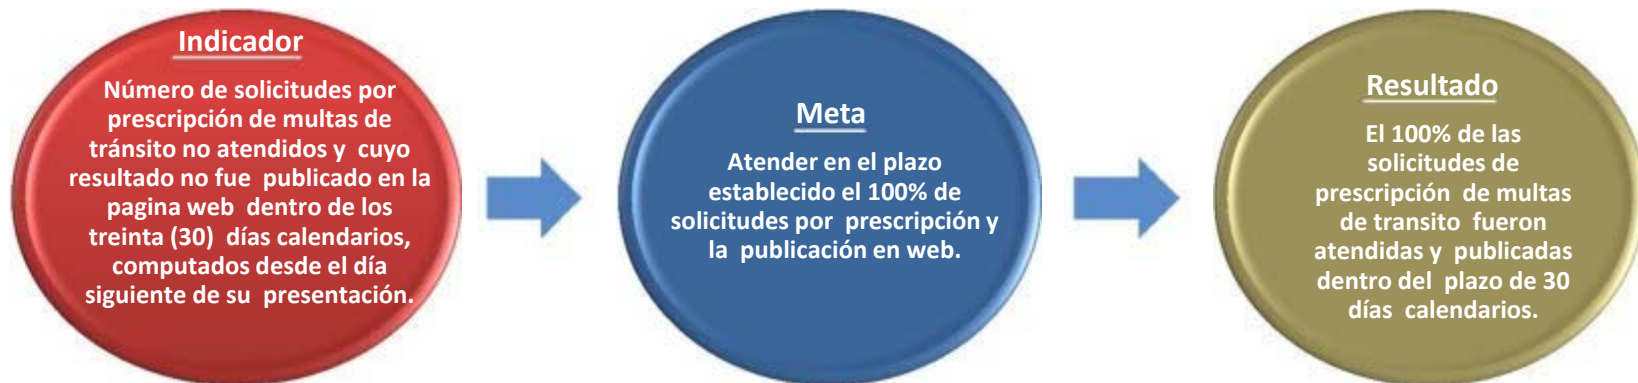 Indicador
Número de solicitudes por
prescripción de multas de
tránsito no atendidos y cuyo
resultado no fue publicado en la
pagina web dentro de los
treinta (30) días calendarios,
computados desde el día
siguiente de su presentación.
Meta
Atender en el plazo
establecido el 100% de
solicitudes por prescripción y
la publicación en web.
Resultado
El 100% de las
solicitudes de
prescripción de multas
de transito fueron
atendidas y publicadas
dentro del plazo de 30
días calendarios.